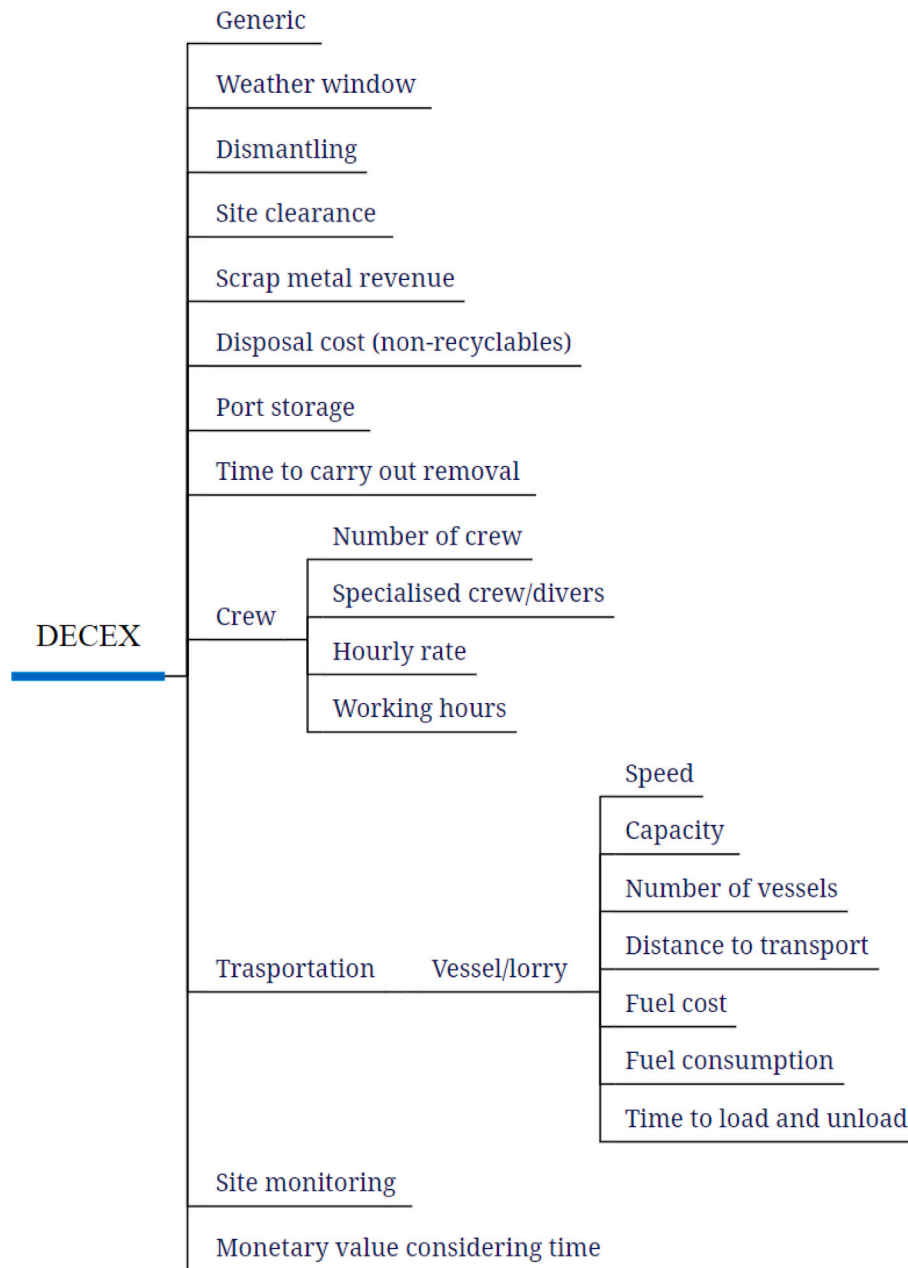 Generic
Weather window
Dismantling
Site clearance
Scrap metal revenue
Disposal cost (non-recyclables)
Port storage
Time to carry out removal
Number of crew
Specialised crew/divers
Crew
DECEX
Hourly rate
Working hours
Speed
Capacity
Number of vessels
Distance to transport
Trasportation
Vessel/lorry
Fuel cost
Fuel consumption
Time to load and unload
Site monitoring
Monetary value considering time